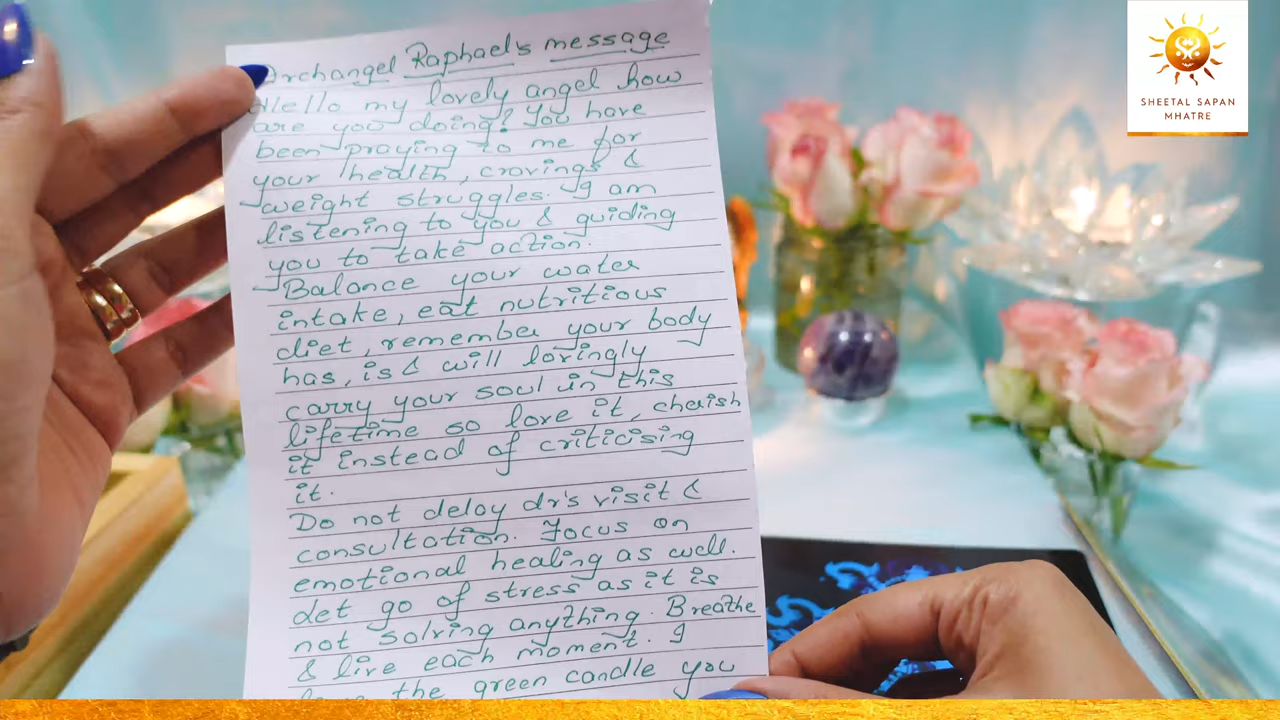 Archangel Raphael's message
Hello my lovely angel how
are you doing? You have
been praying to me for
your health, cravings &
weight struggles. I am
listening to you & guiding
you to take action.
Balance your water
intake, eat nutritious
diet, remember your body
has, is & will lovingly
carry your soul in this
lifetime so love it, cherish
it instead of criticising
it.
Do not delay dr's visit &
consultation. Focus on
emotional healing as well.
Let go of stress as it is
not solving anything. Breathe
& live each moment. I
the green candle you
SHEETAL SAPAN
MHATRE